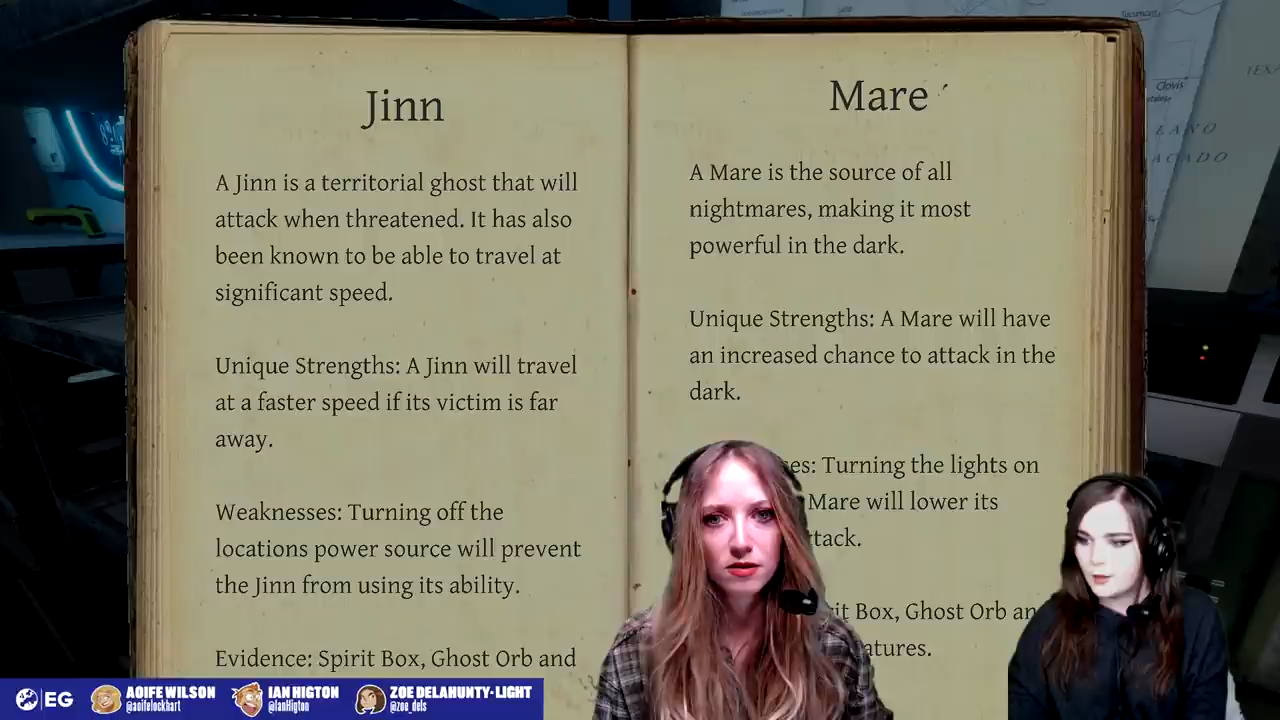 Jinn
A Jinn is a territorial ghost that will
attack when threatened. It has also
been known to be able to travel at
significant speed.
Unique Strengths: A Jinn will travel
at a faster speed if its victim is far
away.
Weaknesses: Turning off the
locations power source will prevent
the Jinn from using its ability.
Evidence: Spirit Box, Ghost Orb and
Mare
A Mare is the source of all
nightmares, making it most
powerful in the dark.
Unique Strengths: A Mare will have
an increased chance to attack in the
dark.
Turning the lights on
Mare will lower its
Box, Ghost Orb
Tucumcari
Clovis
EG
AOIFE WILSON
@aoifelockhart
IAN HIGTON
@IanHigton
ZOE DELAHUNTY-LIGHT
@zoe_dels